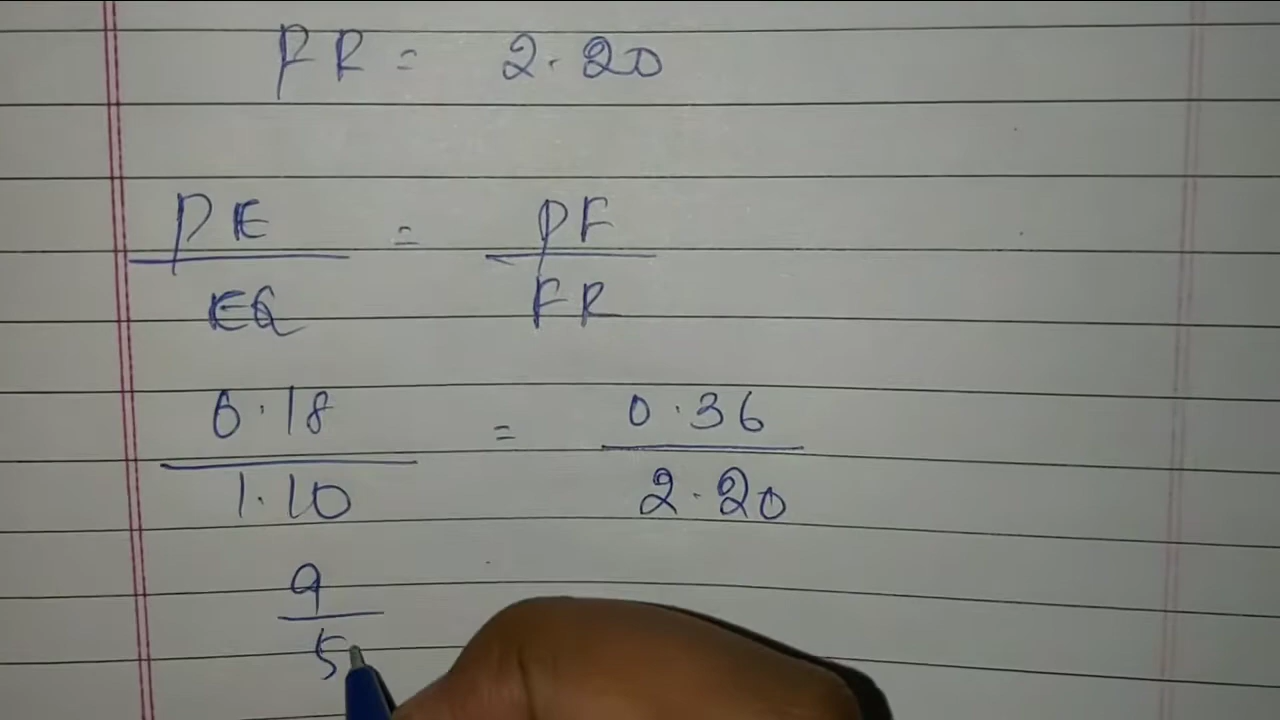 FR = 2.20
PE = PF
EQ FR
0.18 = 0.36
1.10 2.20
9
5